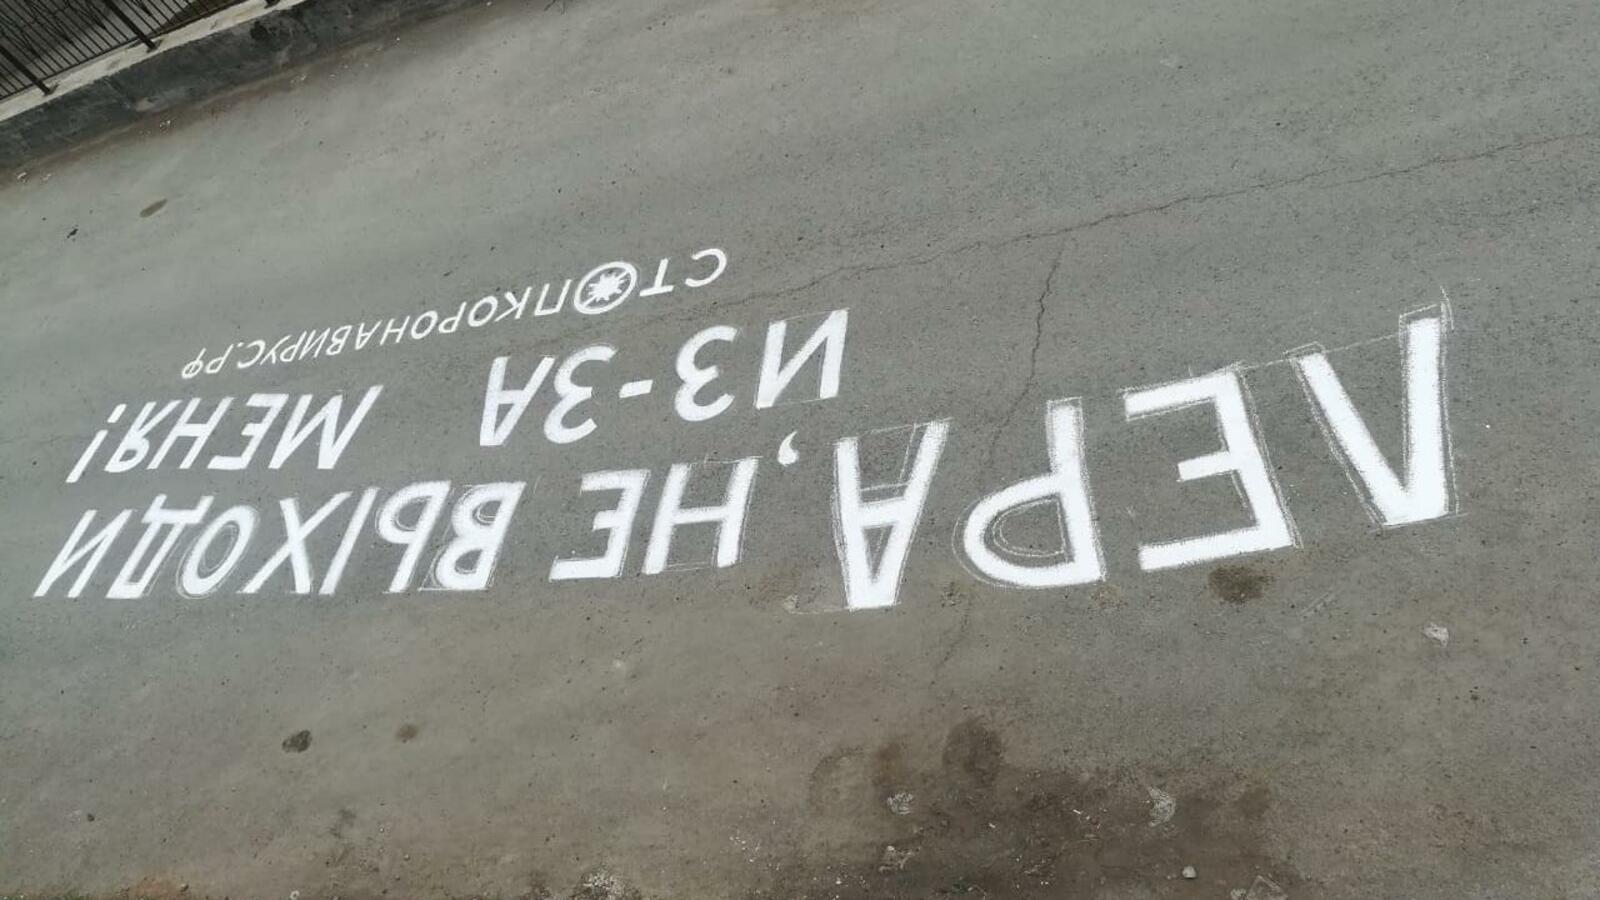 ЛЕРА, НЕ ВЫХОДИ
ИЗ-ЗА МЕНЯ!
СТОПКОРОНАВИРУС.РФ